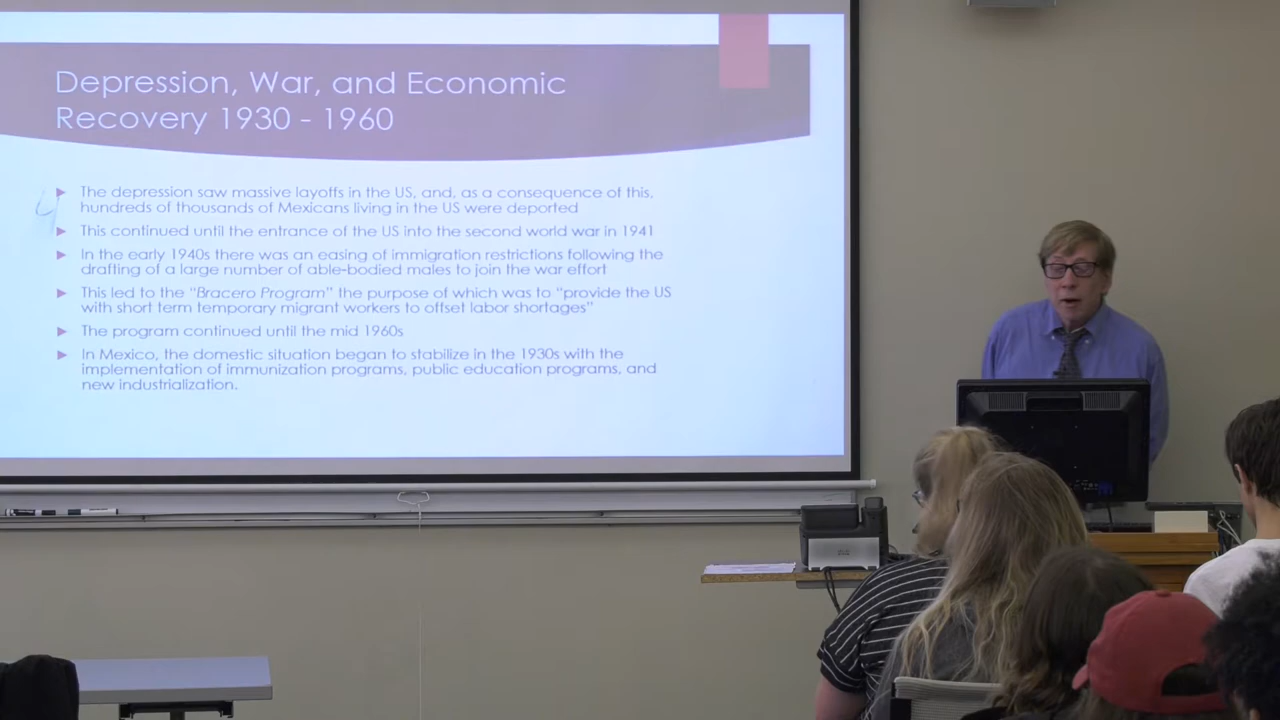 Depression, War, and Economic
Recovery 1930 - 1960
The depression saw massive layoffs in the US, and, as a consequence of this,
hundreds of thousands of Mexicans living in the US were deported
This continued until the entrance of the US into the second world war in 1941
In the early 1940s there was an easing of immigration restrictions following the
drafting of a large number of able-bodied males to join the war effort
This led to the "Bracero Program" the purpose of which was to "provide the US
with short term temporary migrant workers to offset labor shortages"
The program continued until the mid 1960s
In Mexico, the domestic situation began to stabilize in the 1930s with the
implementation of immunization programs, public education programs, and
new industrialization.